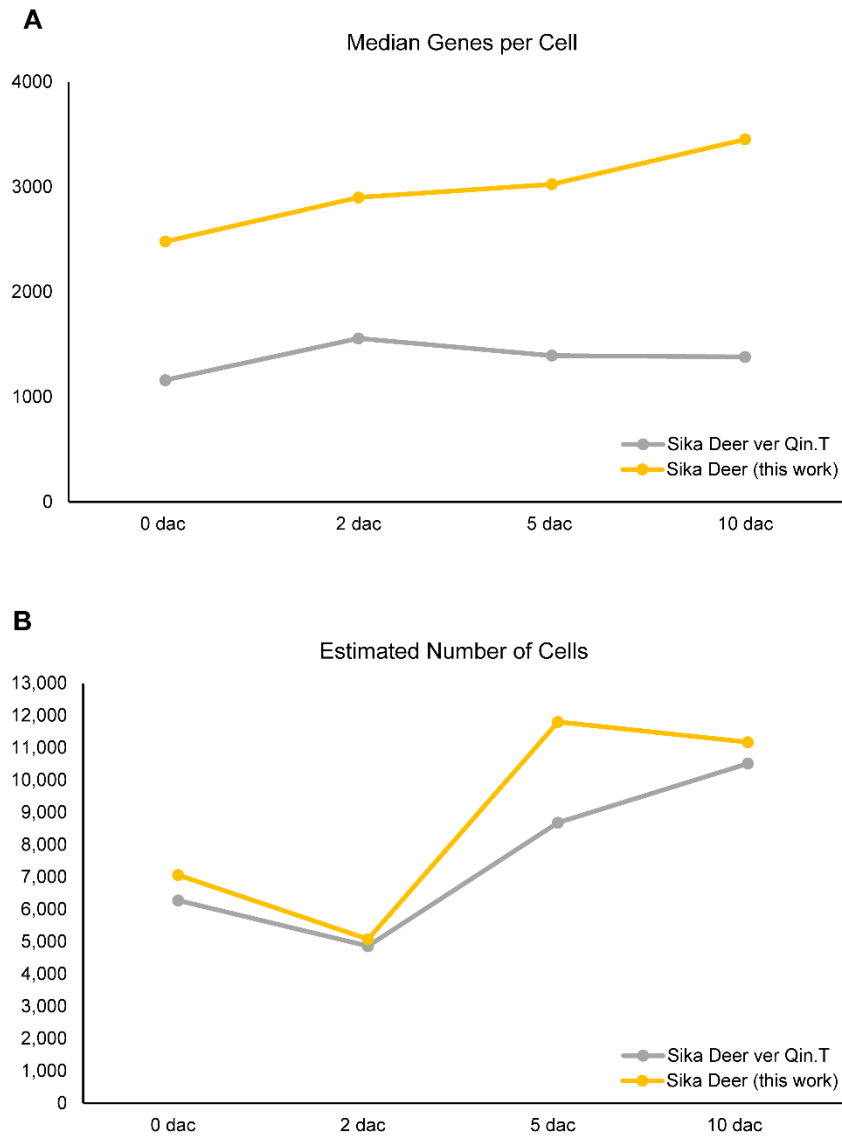 A
Median Genes per Cell
4000
3000
2000
1000
0
0 dac 2 dac 5 dac 10 dac
Sika Deer ver Qin.T
Sika Deer (this work)
B
Estimated Number of Cells
13,000
12,000
11,000
10,000
9,000
8,000
7,000
6,000
5,000
4,000
3,000
2,000
1,000
0
0 dac 2 dac 5 dac 10 dac
Sika Deer ver Qin.T
Sika Deer (this work)